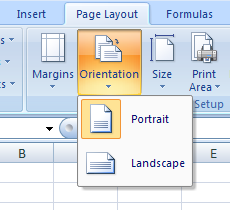 Insert Page Layout Formulas
Margins Orientation Size Print
Area
Setup
Portrait
B E
Landscape